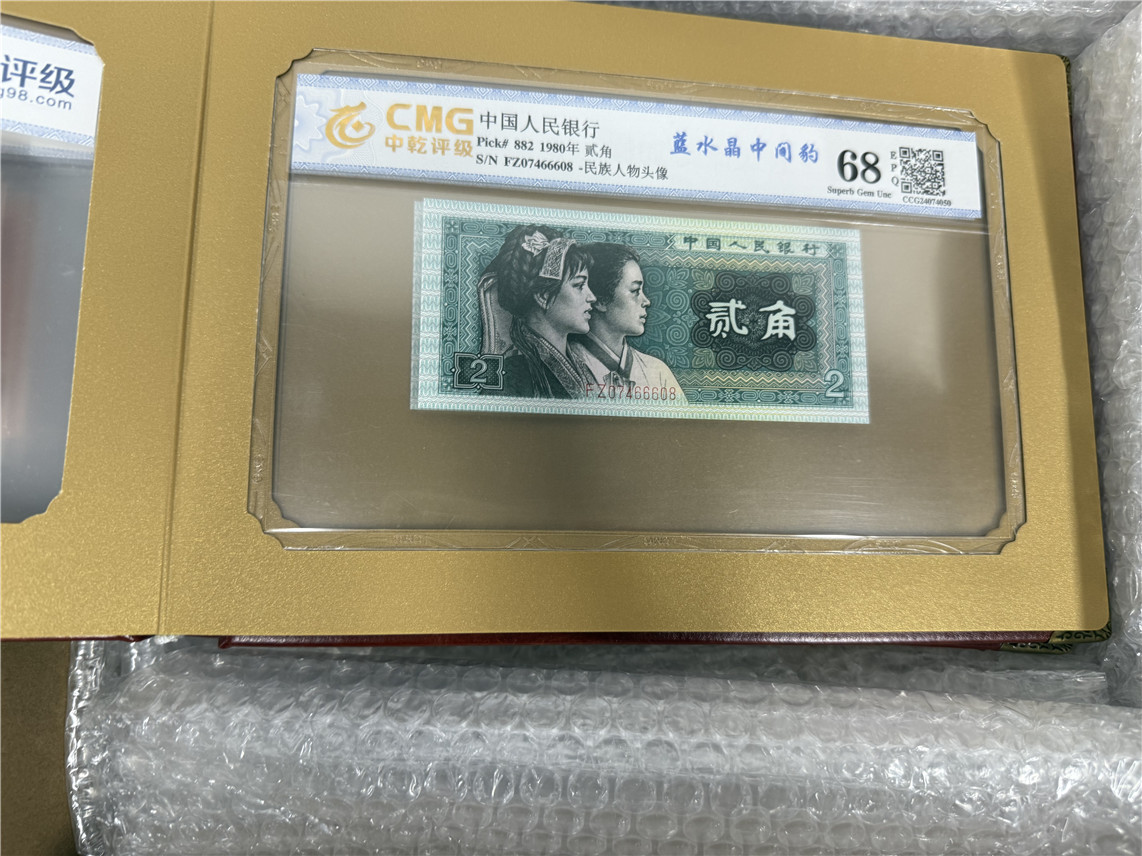 评级
g98.com
CMG
中乾评级
中国人民银行
Pick# 882 1980年 贰角
S/N FZ07466608 -民族人物头像
蓝水晶中间豹
68
Superb Gem Unc
E
P
Q
CCG24074050
中国人民银行
贰角
2
FZ07466608
2